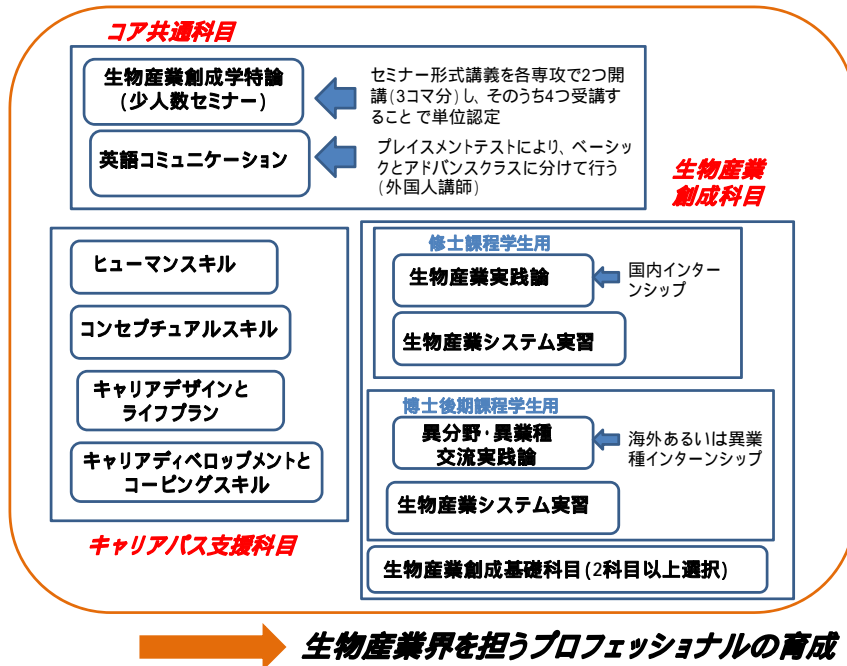 コア共通科目
生物産業創成学特論
(少人数セミナー)
セミナー形式講義を各専攻で2つ開
講(3コマ分)し、そのうち4つ受講す
ることで単位認定
英語コミュニケーション
プレイスメントテストにより、ベーシッ
クとアドバンスクラスに分けて行う
(外国人講師)
生物産業
創成科目
ヒューマンスキル
コンセプチュアルスキル
キャリアデザインと
ライフプラン
キャリアディベロップメントと
コーピングスキル
キャリアパス支援科目
修士課程学生用
生物産業実践論
国内インター
ンシップ
生物産業システム実習
博士後期課程学生用
異分野・異業種
交流実践論
海外あるいは異業
種インターンシップ
生物産業システム実習
生物産業創成基礎科目(2科目以上選択)
生物産業界を担うプロフェッショナルの育成